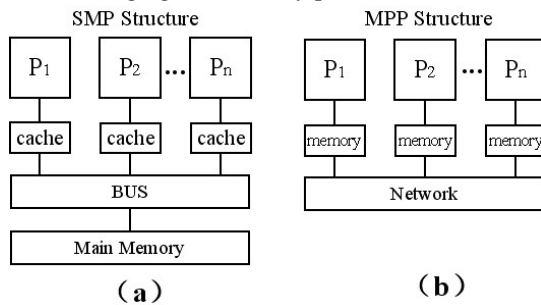 SMP Structure
P1 P2 ... Pn
cache cache cache
BUS
Main Memory
(a)
MPP Structure
P1 P2 ... Pn
memory memory memory
Network
(b)